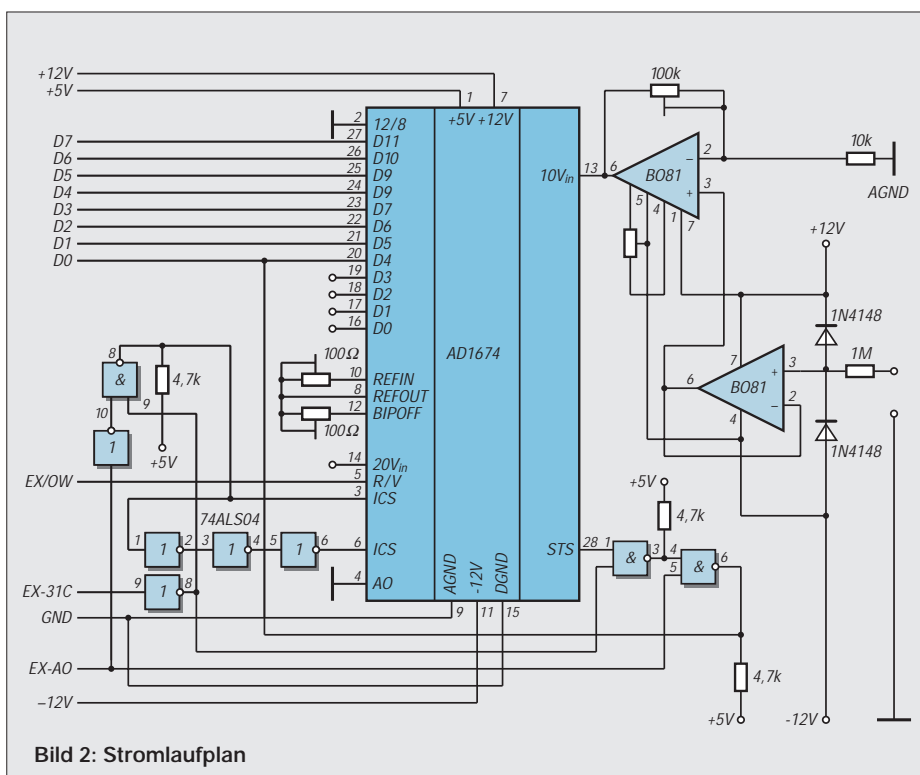 +12V
+5V
1
7
100k
2
12/8
+5V +12V
D7
27
D11
D6
26
D10
D5
25
D9
D4
24
D9
D3
23
D7
D2
22
D6
D1
21
D5
D0
20
D4
19
D3
18
D2
17
D1
16
D0
10Vin
13
6
BO81
−
2
+
3
5
4
1
7
10k
AGND
+12V
1N4148
1M
7
3
+
6
BO81
−
2
4
1N4148
AD1674
100Ω
10
REFIN
8
REFOUT
12
BIPOFF
100Ω
8
&
4,7k
10
9
1
+5V
14
20Vin
EX/OW
5
R/V
3
ICS
74ALS04
1
1
2
3
1
4
5
1
6
6
ICS
EX-31C
9
1
8
4
AO
GND
AGND
-12V
DGND
9
11
15
EX-AO
−12V
+5V
4,7k
STS
28
1
&
3
4
5
&
6
4,7k
+5V
-12V
Bild 2: Stromlaufplan